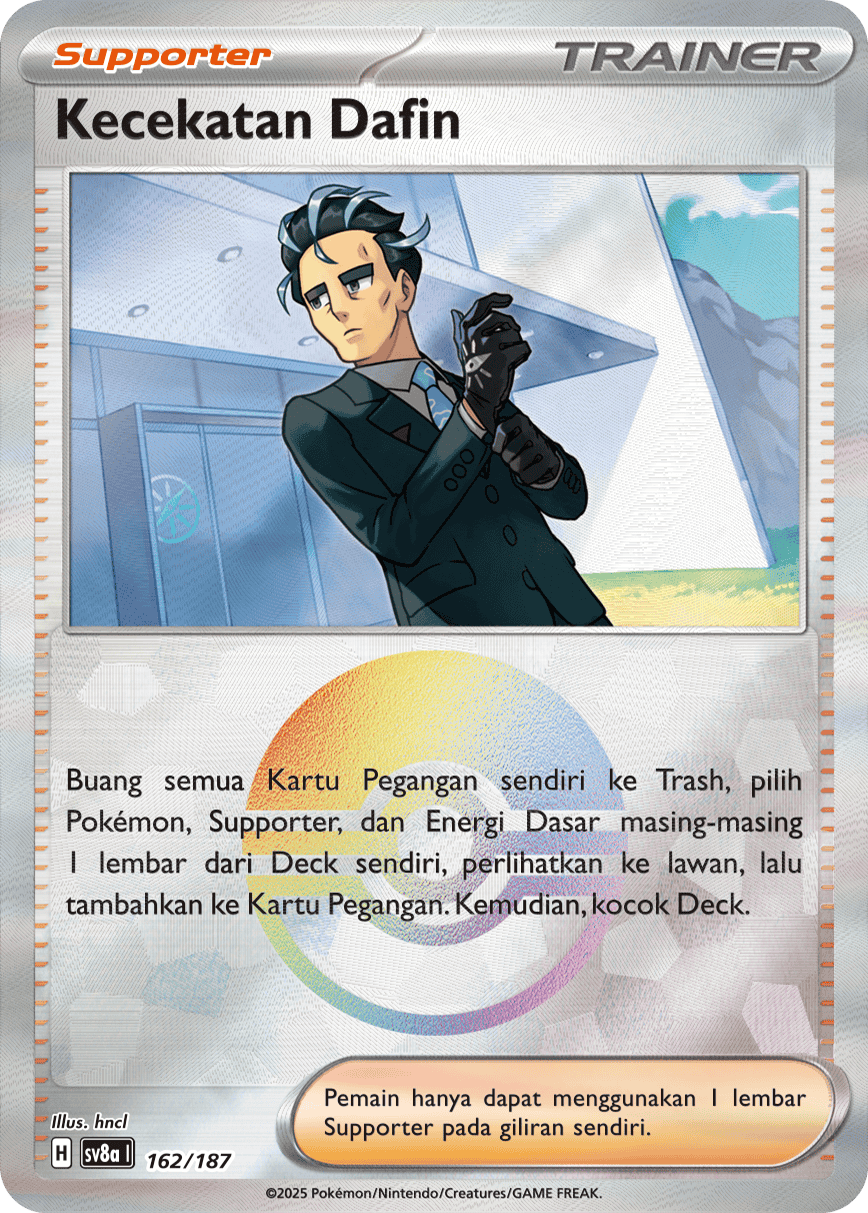 Supporter
TRAINER
Kecekatan Dafin
Buang semua Kartu Pegangan sendiri ke Trash, pilih
Pokémon, Supporter, dan Energi Dasar masing-masing
1 lembar dari Deck sendiri, perlihatkan ke lawan, lalu
tambahkan ke Kartu Pegangan. Kemudian, kocok Deck.
Pemain hanya dapat menggunakan 1 lembar
Supporter pada giliran sendiri.
Illus. hncl
H sv8a I 162/187
©2025 Pokémon/Nintendo/Creatures/GAME FREAK.